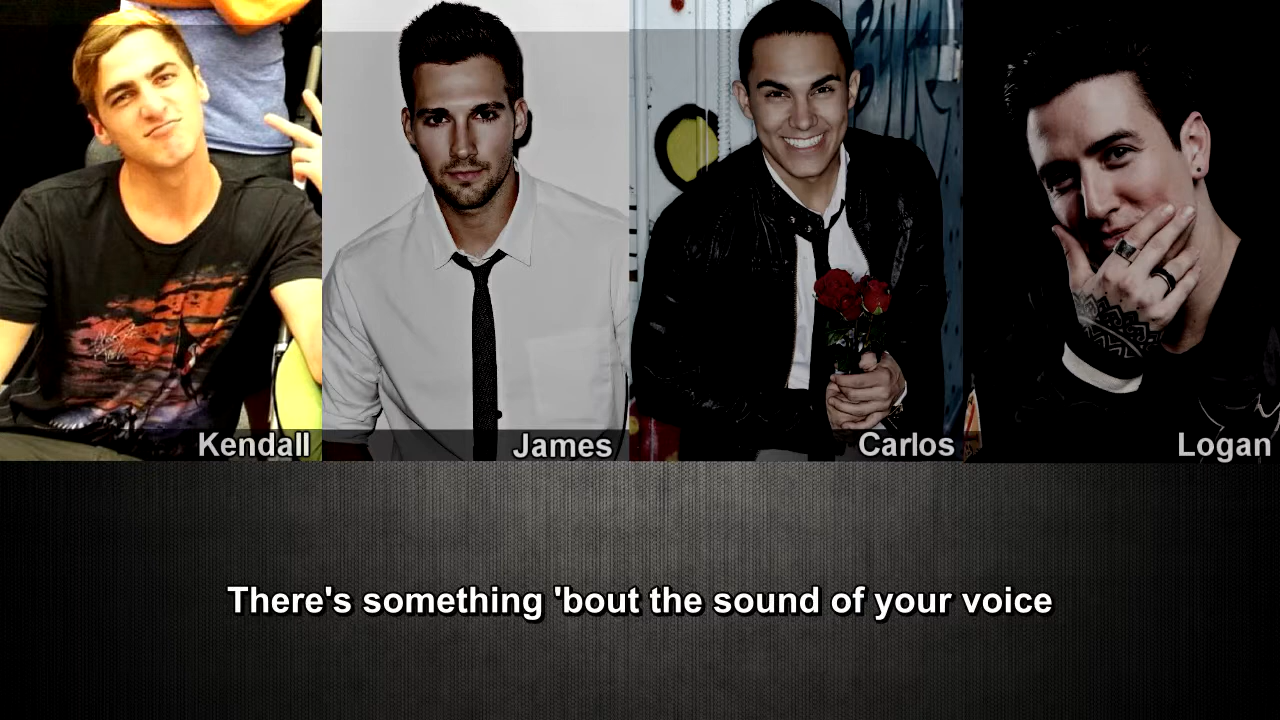 Kendall
James
Carlos
Logan
There's something 'bout the sound of your voice